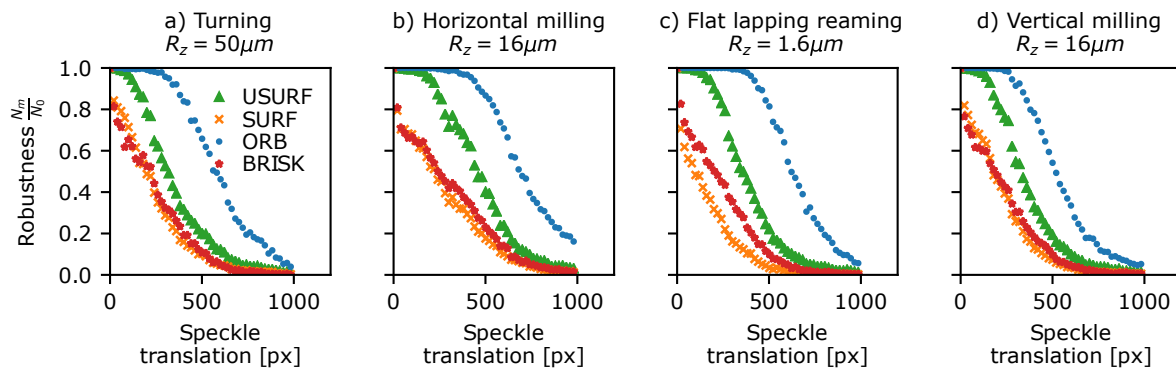 a) Turning
R_z = 50μm
b) Horizontal milling
R_z = 16μm
c) Flat lapping reaming
R_z = 1.6μm
d) Vertical milling
R_z = 16μm
Robustness N_m/N_0
1.0
0.8
0.6
0.4
0.2
0.0
USURF
SURF
ORB
BRISK
0 500 1000
0 500 1000
0 500 1000
0 500 1000
Speckle
translation [px]
Speckle
translation [px]
Speckle
translation [px]
Speckle
translation [px]